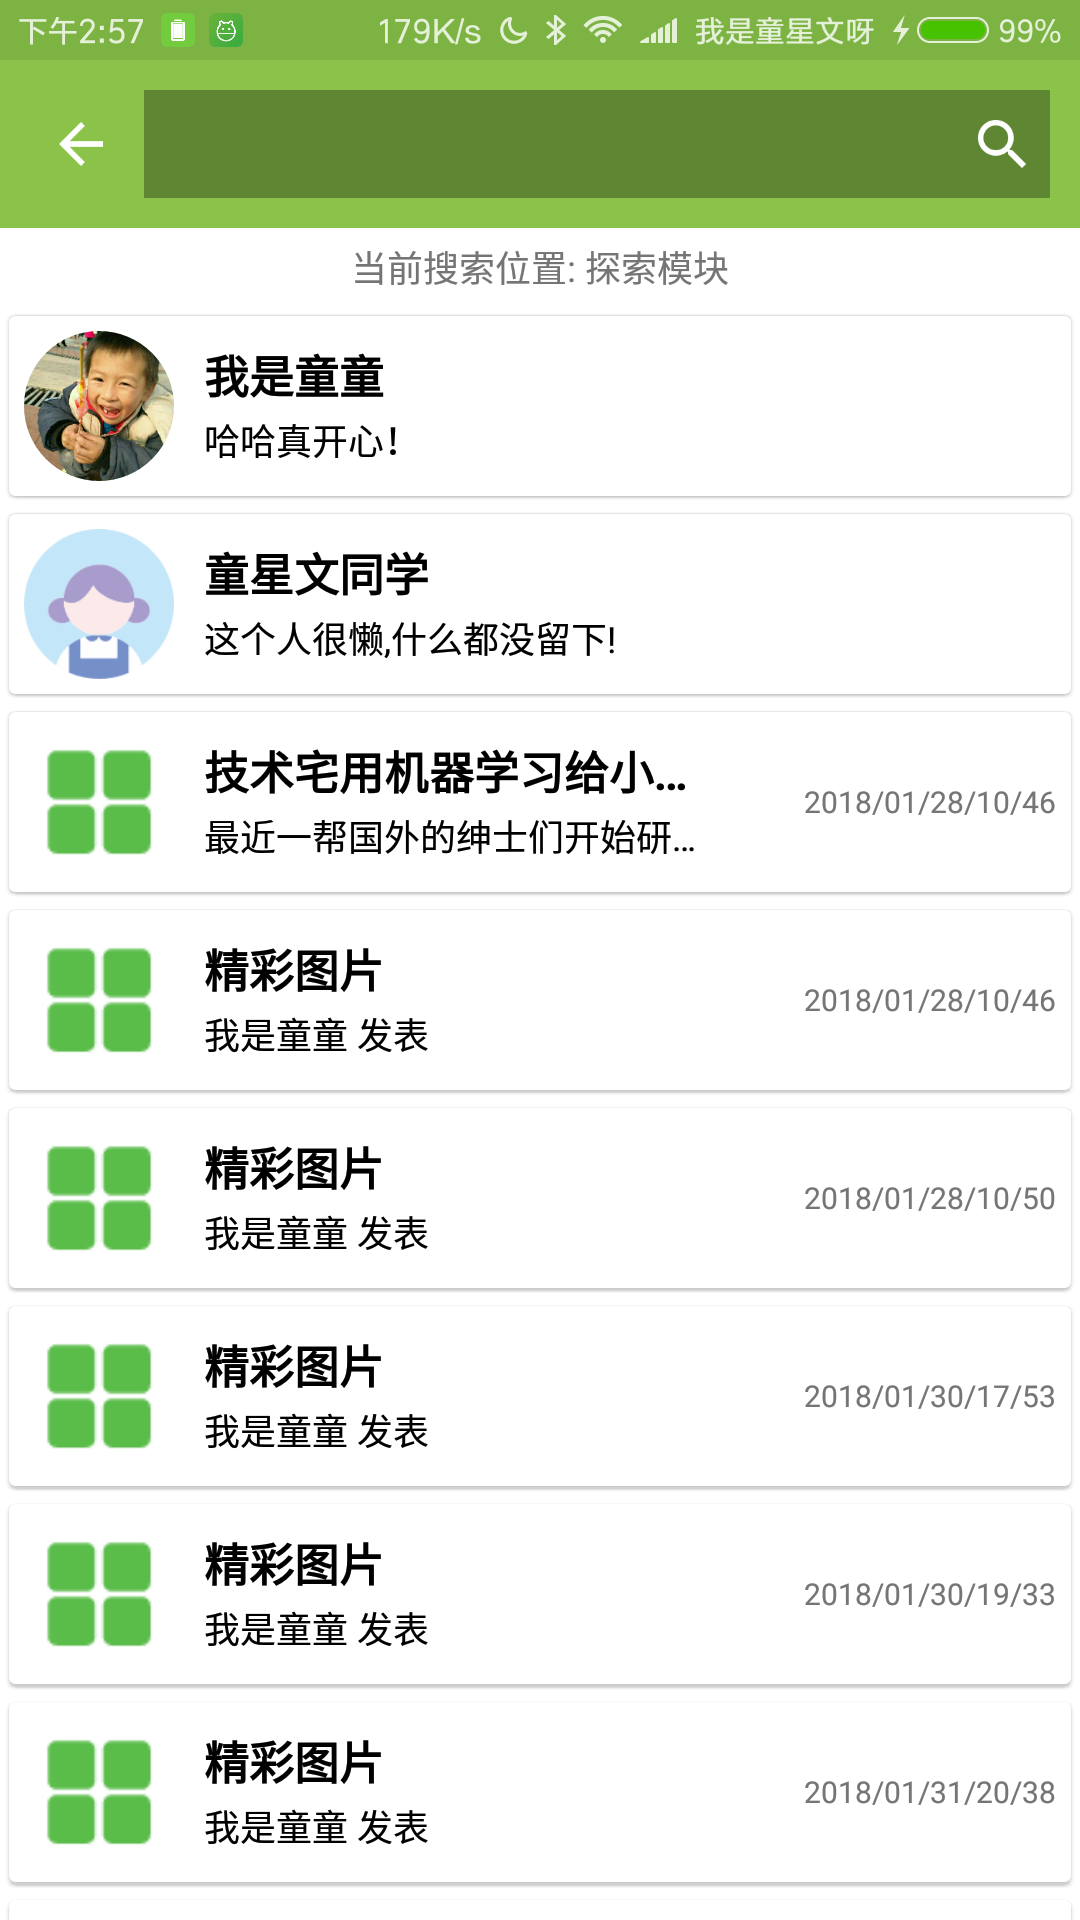 下午2:57 179K/s 我是童星文呀 99%
当前搜索位置: 探索模块
我是童童
哈哈真开心!
童星文同学
这个人很懒,什么都没留下!
技术宅用机器学习给小...
2018/01/28/10/46
最近一帮国外的绅士们开始研...
精彩图片
2018/01/28/10/46
我是童童 发表
精彩图片
2018/01/28/10/50
我是童童 发表
精彩图片
2018/01/30/17/53
我是童童 发表
精彩图片
2018/01/30/19/33
我是童童 发表
精彩图片
2018/01/31/20/38
我是童童 发表